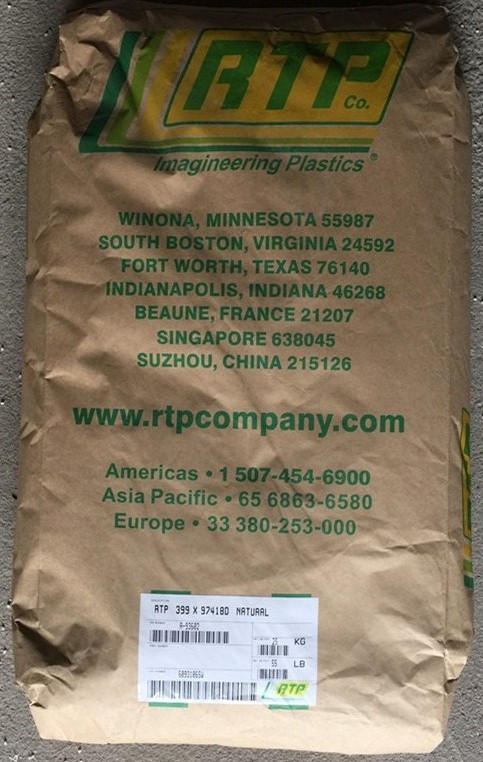 RTP Co.
Imagineering Plastics®
WINONA, MINNESOTA 55987
SOUTH BOSTON, VIRGINIA 24592
FORT WORTH, TEXAS 76140
INDIANAPOLIS, INDIANA 46268
BEAUNE, FRANCE 21207
SINGAPORE 638045
SUZHOU, CHINA 215126
www.rtpcompany.com
Americas • 1 507-454-6900
Asia Pacific • 65 6863-6580
Europe • 33 380-253-000
RTP 399 X 97418D NATURAL
A-93602
25 KG
55 LB
RTP